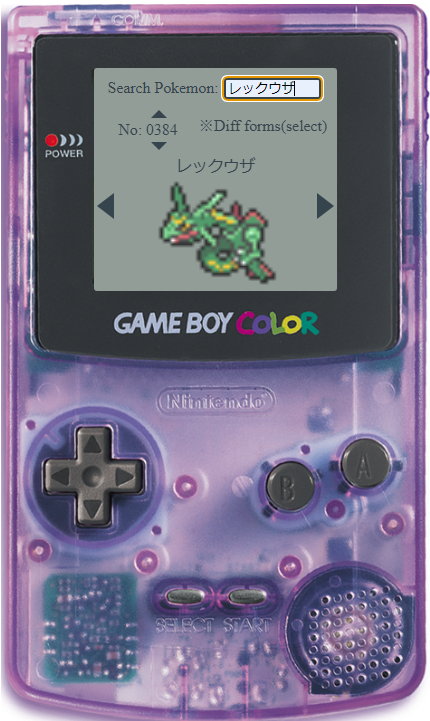 COMM.
Search Pokemon: レックウザ
No: 0384 ※Diff forms(select)
レックウザ
POWER
GAME BOY COLOR
Nintendo
B A
SELECT START